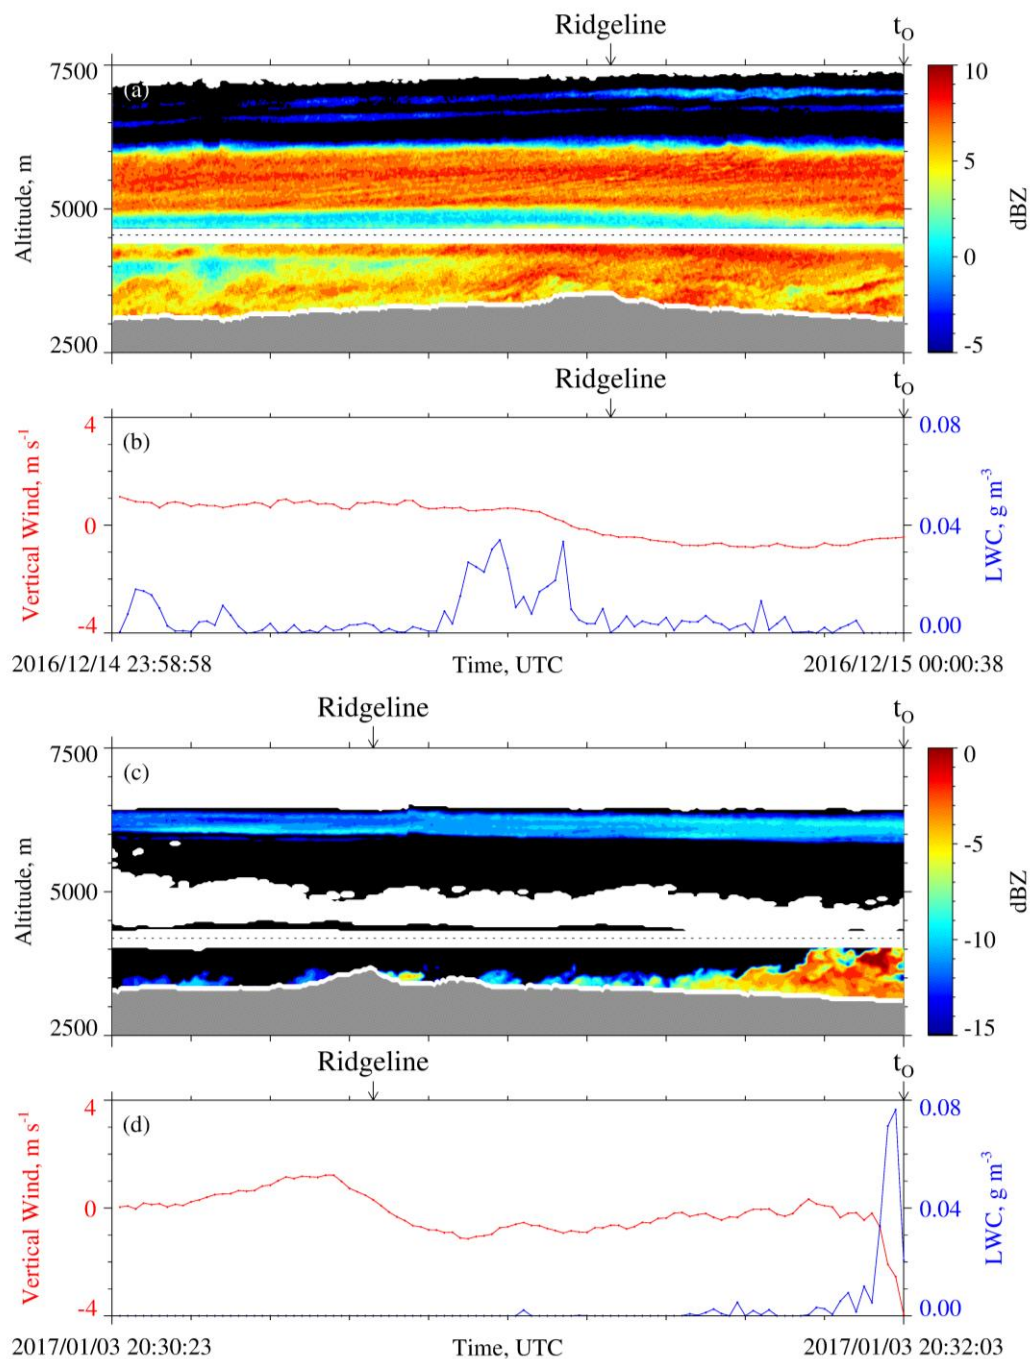 Ridgeline t_O
7500 (a) 10
5
5000
0
2500 -5
Altitude, m
dBZ
Ridgeline t_O
4 (b) 0.08
0 0.04
-4 0.00
Vertical Wind, m s⁻¹
LWC, g m⁻³
2016/12/14 23:58:58 Time, UTC 2016/12/15 00:00:38
Ridgeline t_O
7500 (c) 0
-5
5000
-10
2500 -15
Altitude, m
dBZ
Ridgeline t_O
4 (d) 0.08
0 0.04
-4 0.00
Vertical Wind, m s⁻¹
LWC, g m⁻³
2017/01/03 20:30:23 Time, UTC 2017/01/03 20:32:03